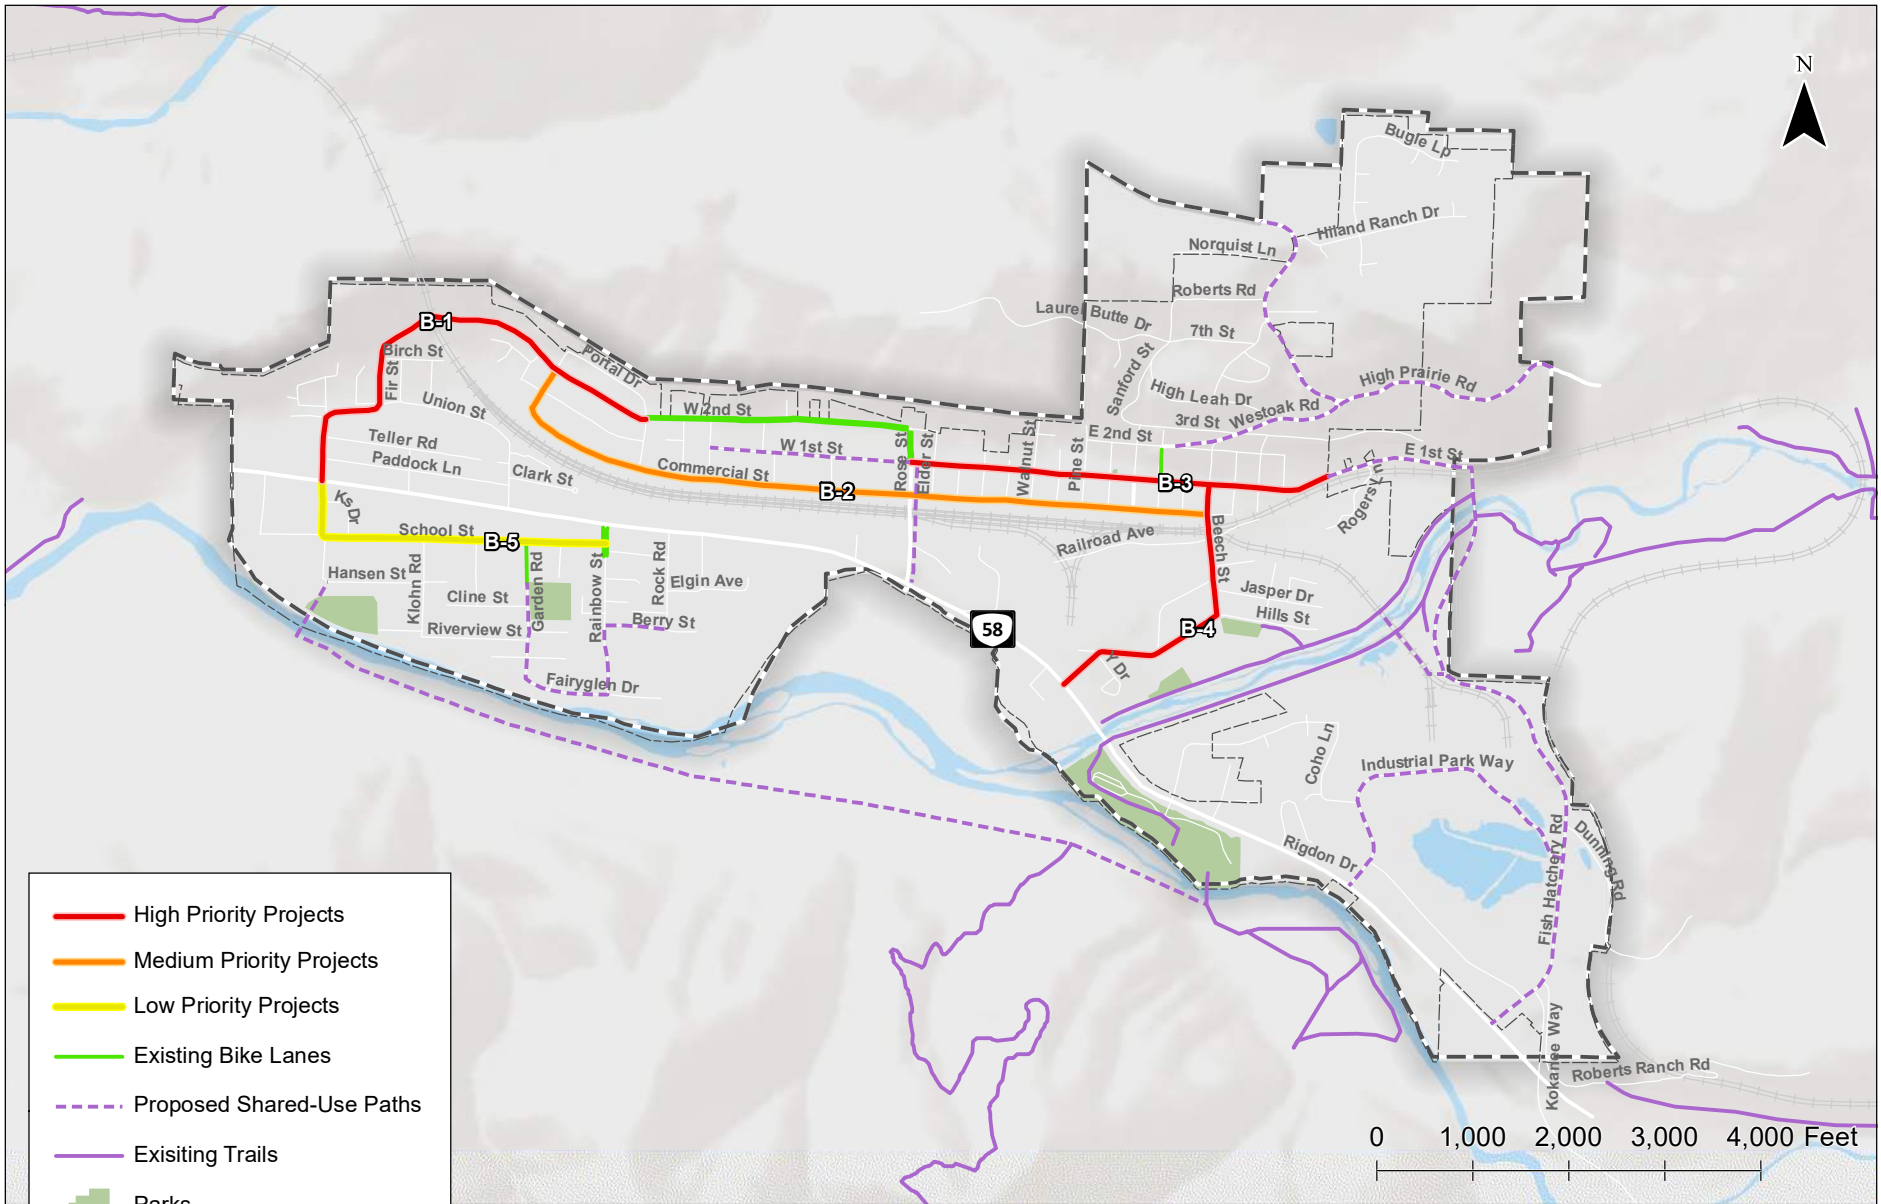 N
Bugle Lp
Hiland Ranch Dr
Norquist Ln
Roberts Rd
Laurel Butte Dr
7th St
B-1
Birch St
Portal Dr
Fir St
Sanford St
High Prairie Rd
High Leah Dr
Union St
W 2nd St
3rd St
Westoak Rd
E 2nd St
Teller Rd
W 1st St
Rose St
Elder St
Walnut St
Pine St
E 1st St
Paddock Ln
Clark St
Commercial St
B-2
B-3
Rogers Ln
Ks Dr
School St
B-5
Railroad Ave
Beech St
Hansen St
Klohn Rd
Garden Rd
Rainbow St
Rock Rd
Elgin Ave
Jasper Dr
Cline St
Hills St
Riverview St
Berry St
58
B-4
Y Dr
Fairyglen Dr
Coho Ln
Industrial Park Way
Rigdon Dr
Fish Hatchery Rd
Dunning Rd
Kokanee Way
Roberts Ranch Rd
High Priority Projects
Medium Priority Projects
Low Priority Projects
Existing Bike Lanes
Proposed Shared-Use Paths
Exisiting Trails
Parks
0 1,000 2,000 3,000 4,000 Feet